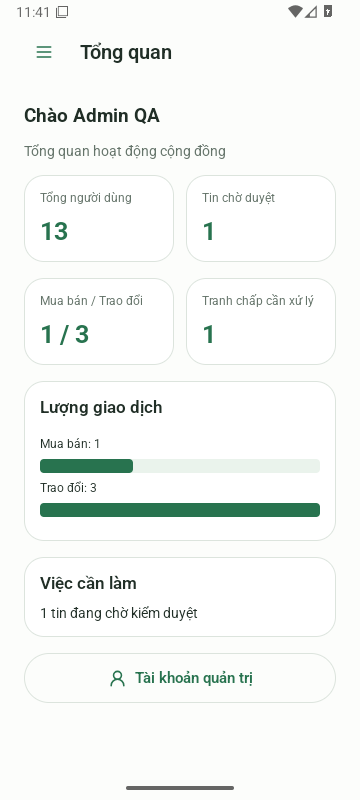 11:41
Tổng quan
Chào Admin QA
Tổng quan hoạt động cộng đồng
Tổng người dùng
13
Tin chờ duyệt
1
Mua bán / Trao đổi
1 / 3
Tranh chấp cần xử lý
1
Lượng giao dịch
Mua bán: 1
Trao đổi: 3
Việc cần làm
1 tin đang chờ kiểm duyệt
Tài khoản quản trị